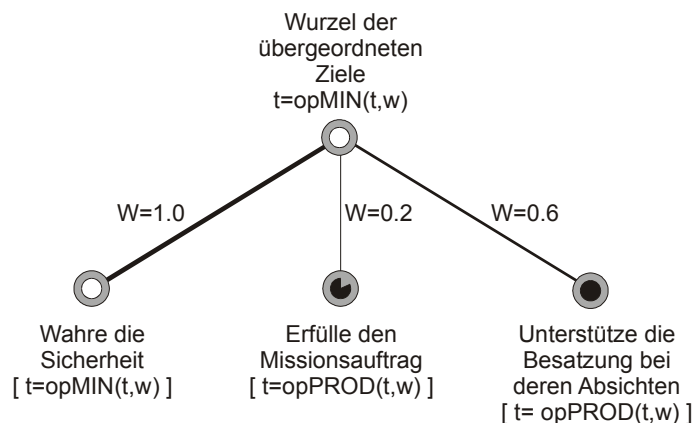 Wurzel der
übergeordneten
Ziele
t=opMIN(t,w)
W=1.0
W=0.2
W=0.6
Wahre die
Sicherheit
[ t=opMIN(t,w) ]
Erfülle den
Missionsauftrag
[ t=opPROD(t,w) ]
Unterstütze die
Besatzung bei
deren Absichten
[ t= opPROD(t,w) ]